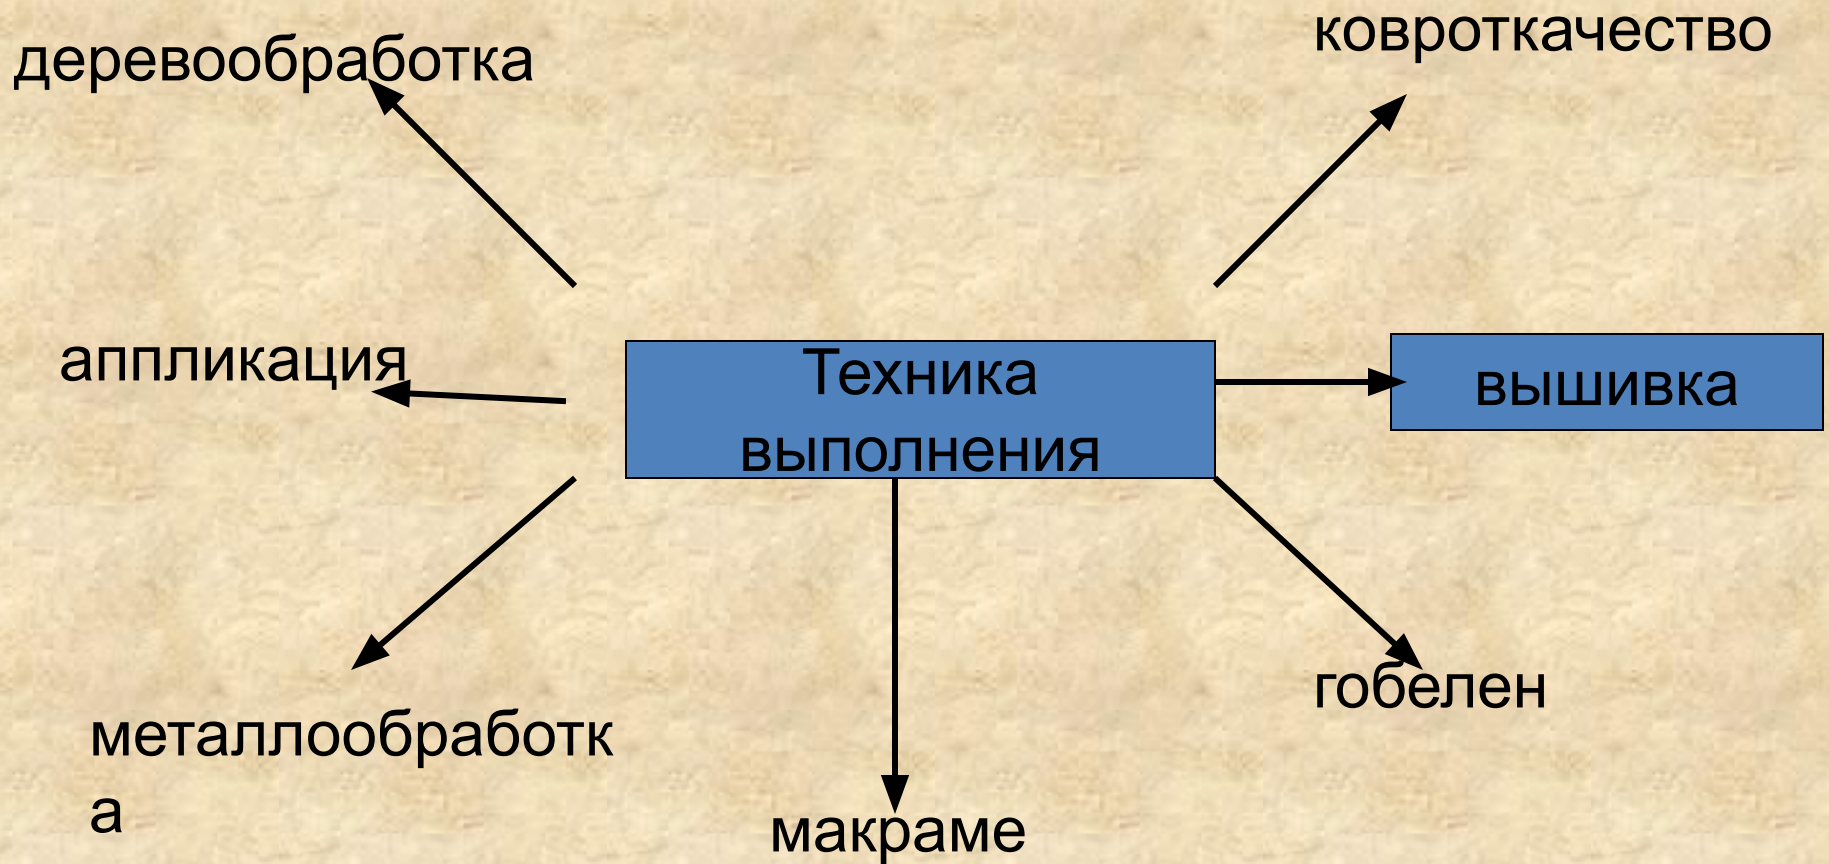 деревообработка
ковроткачество
аппликация
Техника
выполнения
вышивка
металлообработк
а
гобелен
макраме